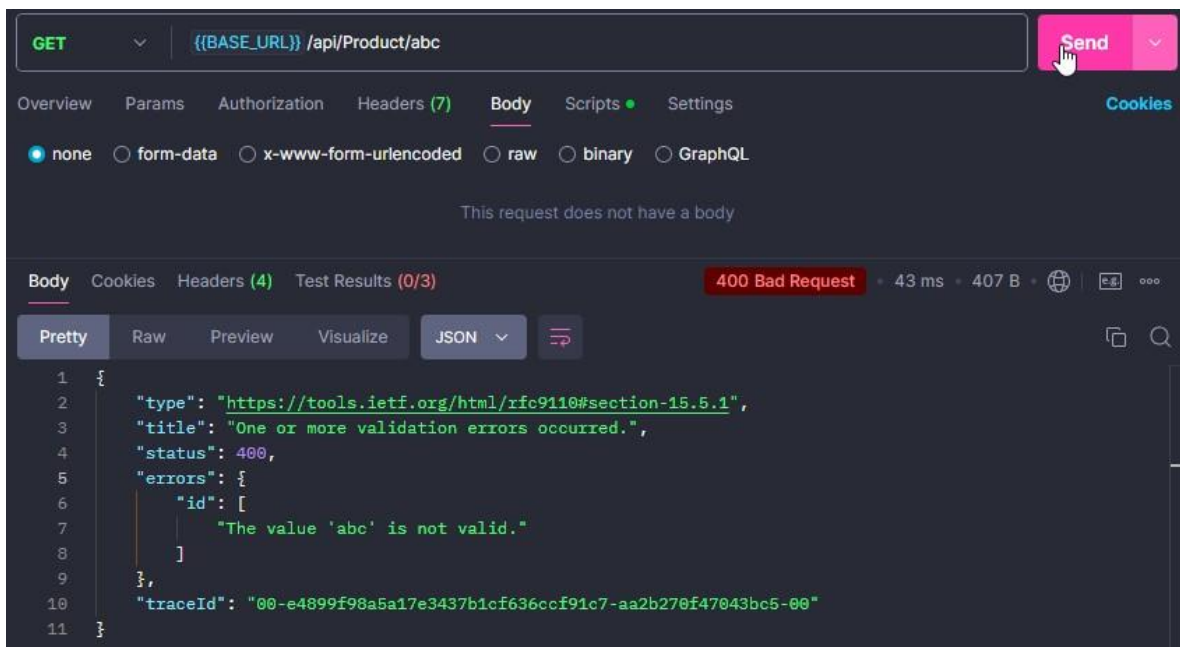 GET {{BASE_URL}} /api/Product/abc Send
Overview Params Authorization Headers (7) Body Scripts Settings Cookies
none form-data x-www-form-urlencoded raw binary GraphQL
This request does not have a body
Body Cookies Headers (4) Test Results (0/3) 400 Bad Request 43 ms 407 B e.g.
Pretty Raw Preview Visualize JSON
1 {
2 "type": "https://tools.ietf.org/html/rfc9110#section-15.5.1",
3 "title": "One or more validation errors occurred.",
4 "status": 400,
5 "errors": {
6 "id": [
7 "The value 'abc' is not valid."
8 ]
9 },
10 "traceId": "00-e4899f98a5a17e3437b1cf636ccf91c7-aa2b270f47043bc5-00"
11 }